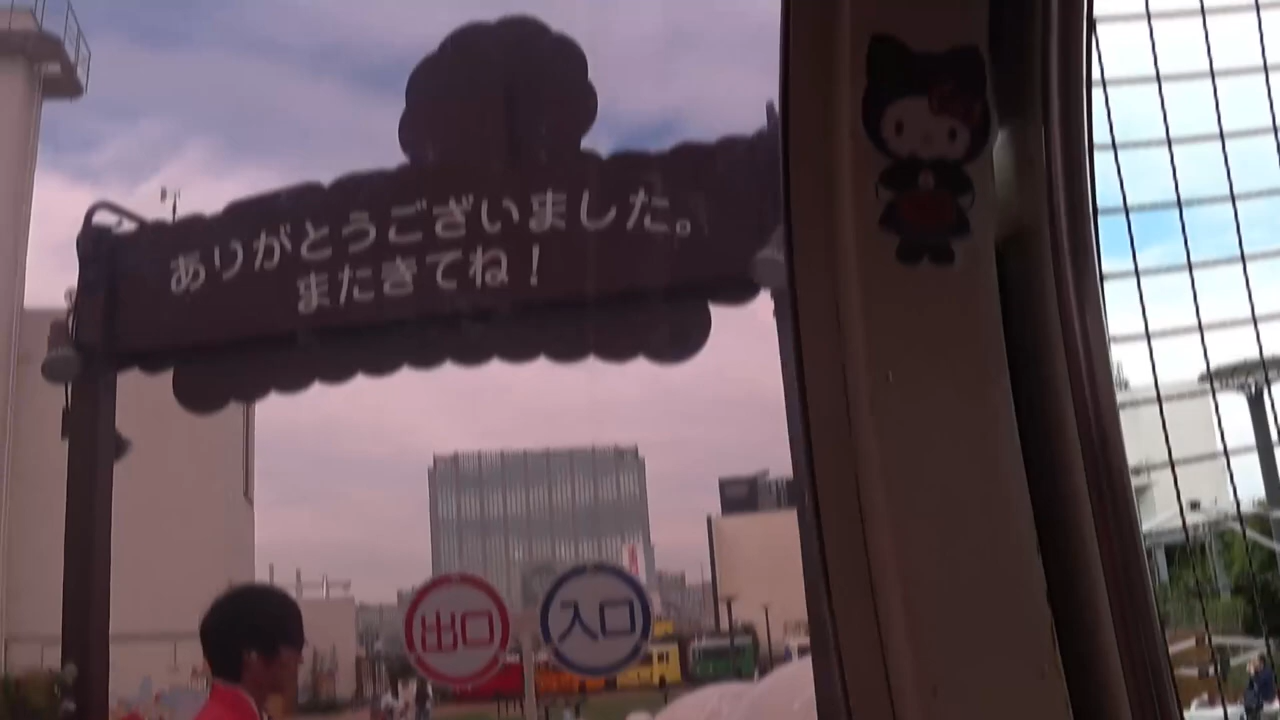 ありがとうございました。
またきてね！
出口
入口